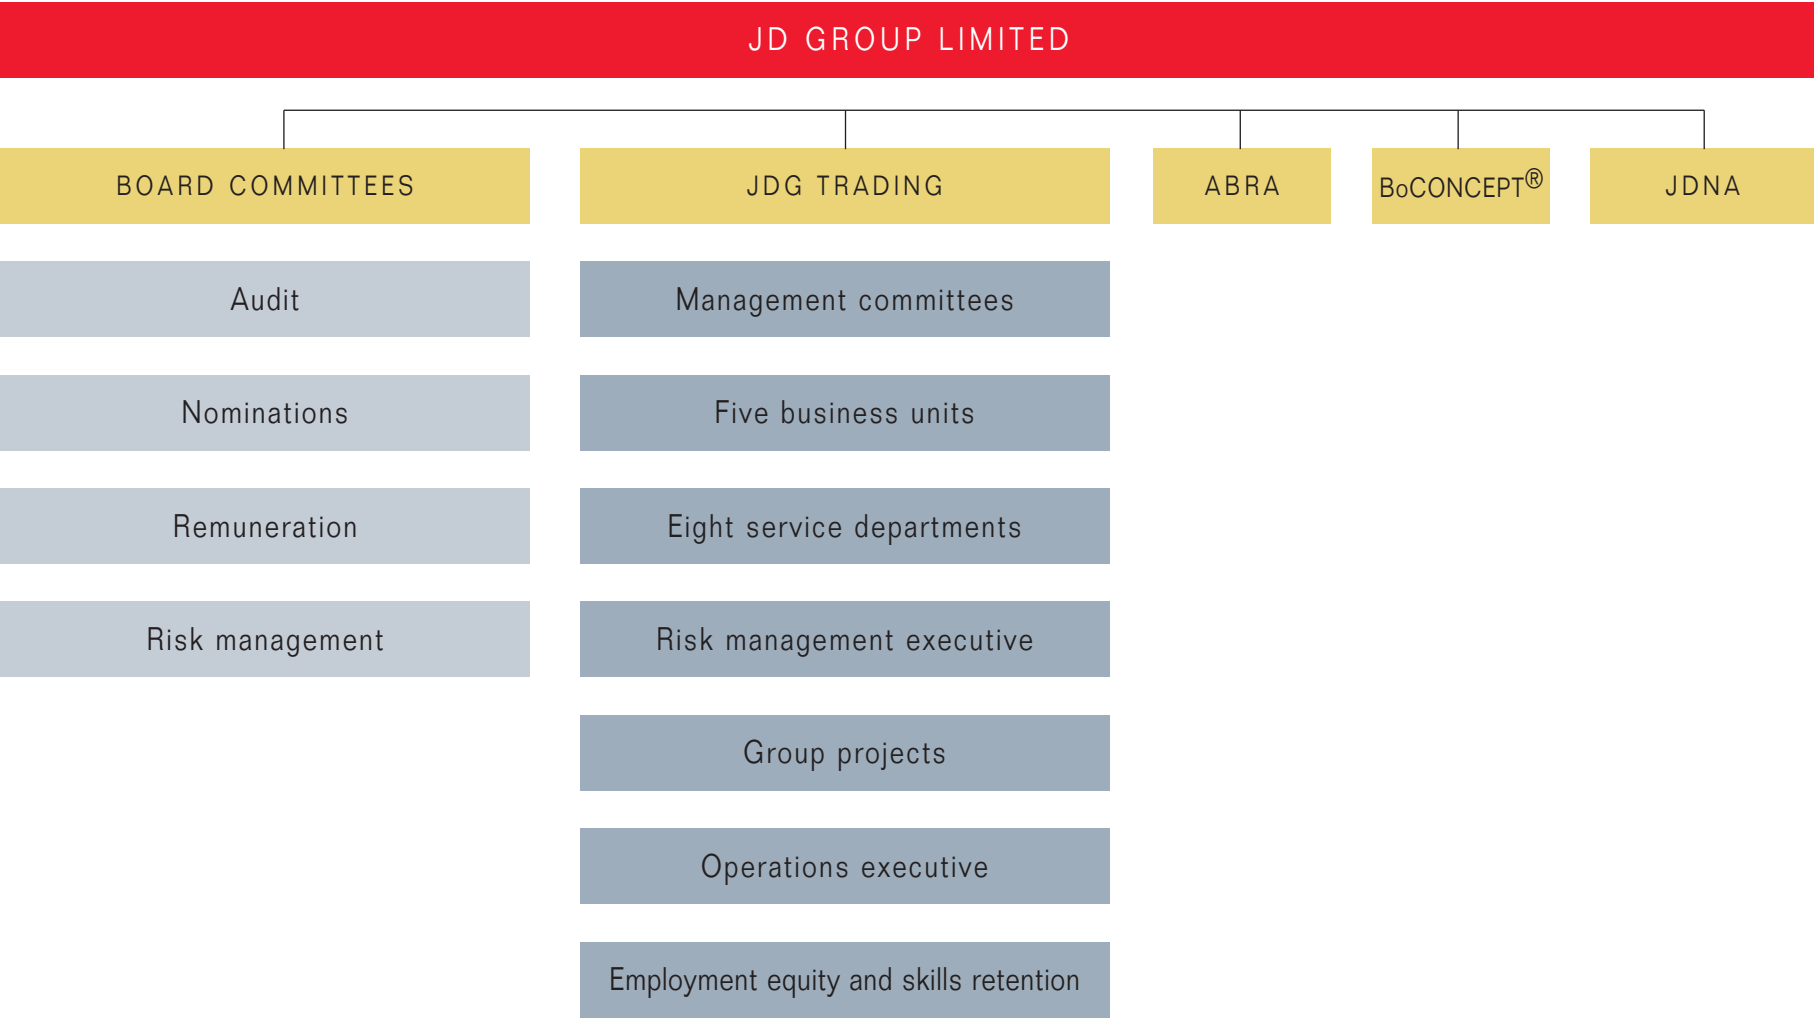 JD GROUP LIMITED
BOARD COMMITTEES
JDG TRADING
ABRA
BoCONCEPT®
JDNA
Audit
Nominations
Remuneration
Risk management
Management committees
Five business units
Eight service departments
Risk management executive
Group projects
Operations executive
Employment equity and skills retention